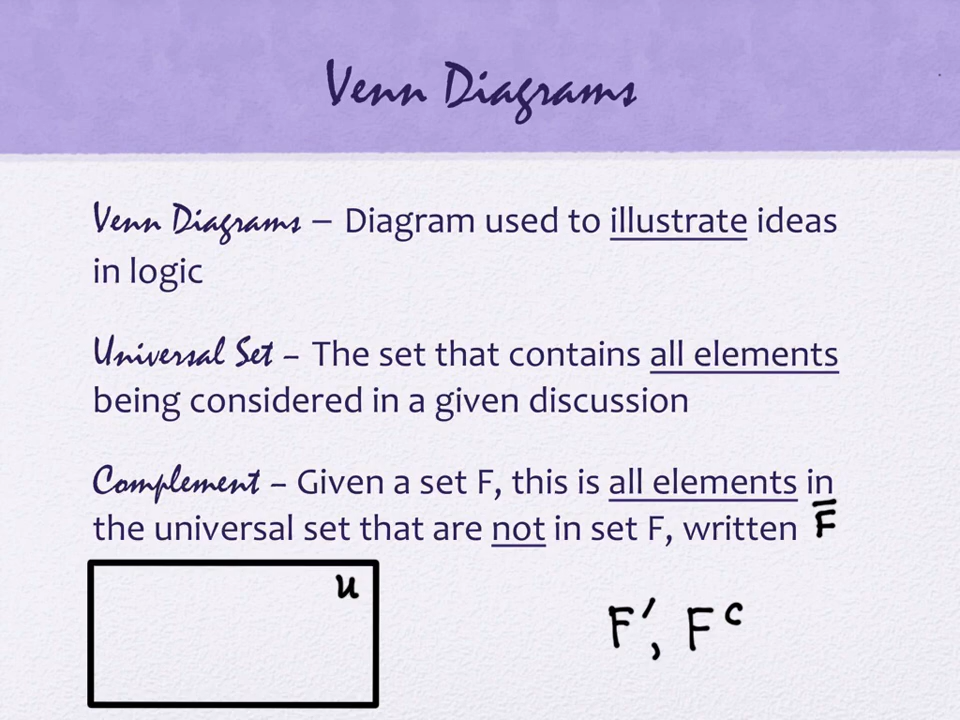 Venn Diagrams
Venn Diagrams – Diagram used to illustrate ideas
in logic
Universal Set – The set that contains all elements
being considered in a given discussion
Complement – Given a set F, this is all elements in
the universal set that are not in set F, written F̅
U
F′, Fᶜ